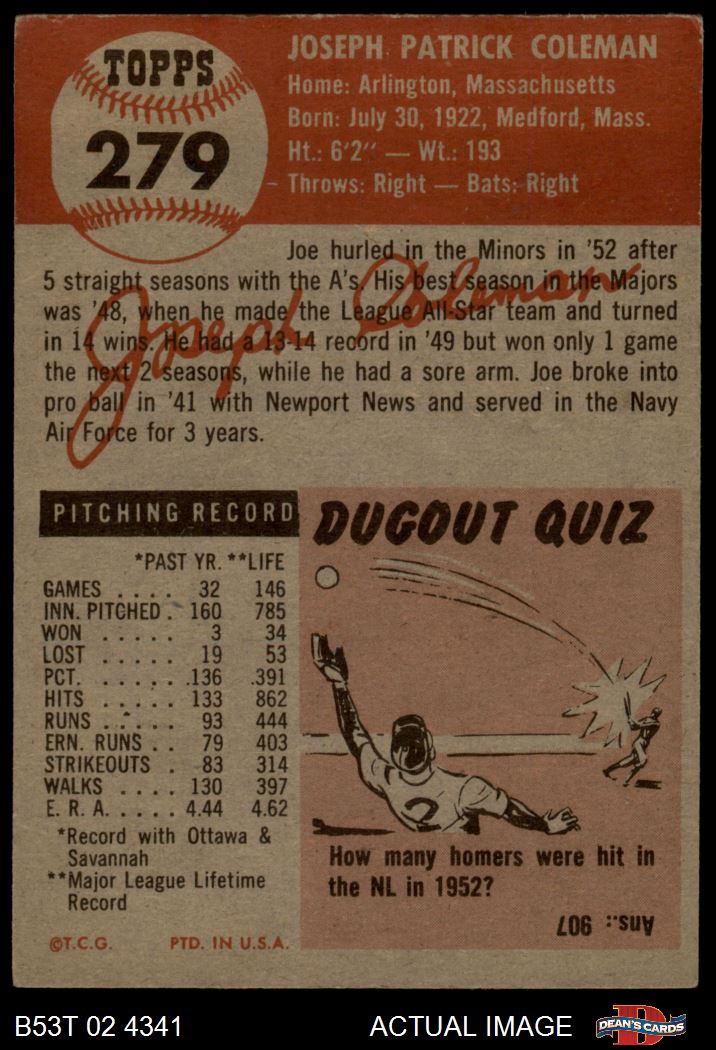 TOPPS
279
JOSEPH PATRICK COLEMAN
Home: Arlington, Massachusetts
Born: July 30, 1922, Medford, Mass.
Ht.: 6'2" — Wt.: 193
Throws: Right — Bats: Right
Joe hurled in the Minors in '52 after
5 straight seasons with the A's. His best season in the Majors
was '48, when he made the League All-Star team and turned
in 14 wins. He had a 13-14 record in '49 but won only 1 game
the next 2 seasons, while he had a sore arm. Joe broke into
pro ball in '41 with Newport News and served in the Navy
Air Force for 3 years.
Joseph Coleman
PITCHING RECORD
*PAST YR. **LIFE
GAMES . . . . 32 146
INN. PITCHED . 160 785
WON . . . . . 3 34
LOST . . . . . 19 53
PCT. . . . . . .136 .391
HITS . . . . . 133 862
RUNS . . . . . 93 444
ERN. RUNS . . 79 403
STRIKEOUTS . 83 314
WALKS . . . . 130 397
E. R. A. . . . . 4.44 4.62
*Record with Ottawa &
Savannah
**Major League Lifetime
Record
©T.C.G. PTD. IN U.S.A.
DUGOUT QUIZ
2
How many homers were hit in
the NL in 1952?
Ans.: 907
B53T 02 4341
ACTUAL IMAGE
D
DEAN'S CARDS